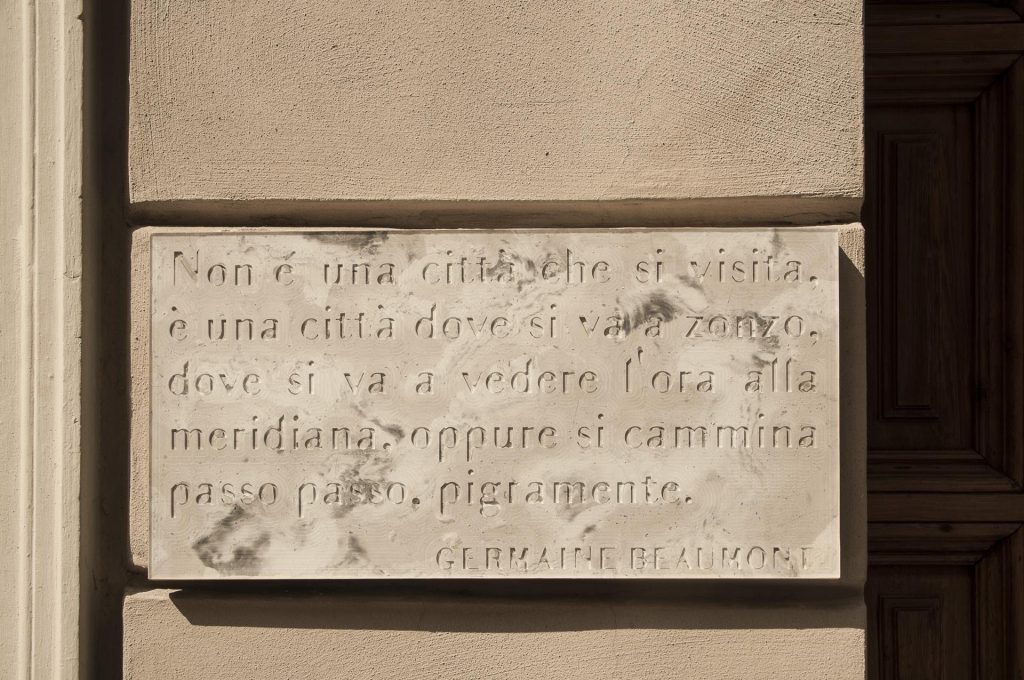 Non é una città che si visita,
è una città dove si va a zonzo,
dove si va a vedere l'ora alla
meridiana, oppure si cammina
passo passo, pigramente.
GERMAINE BEAUMONT